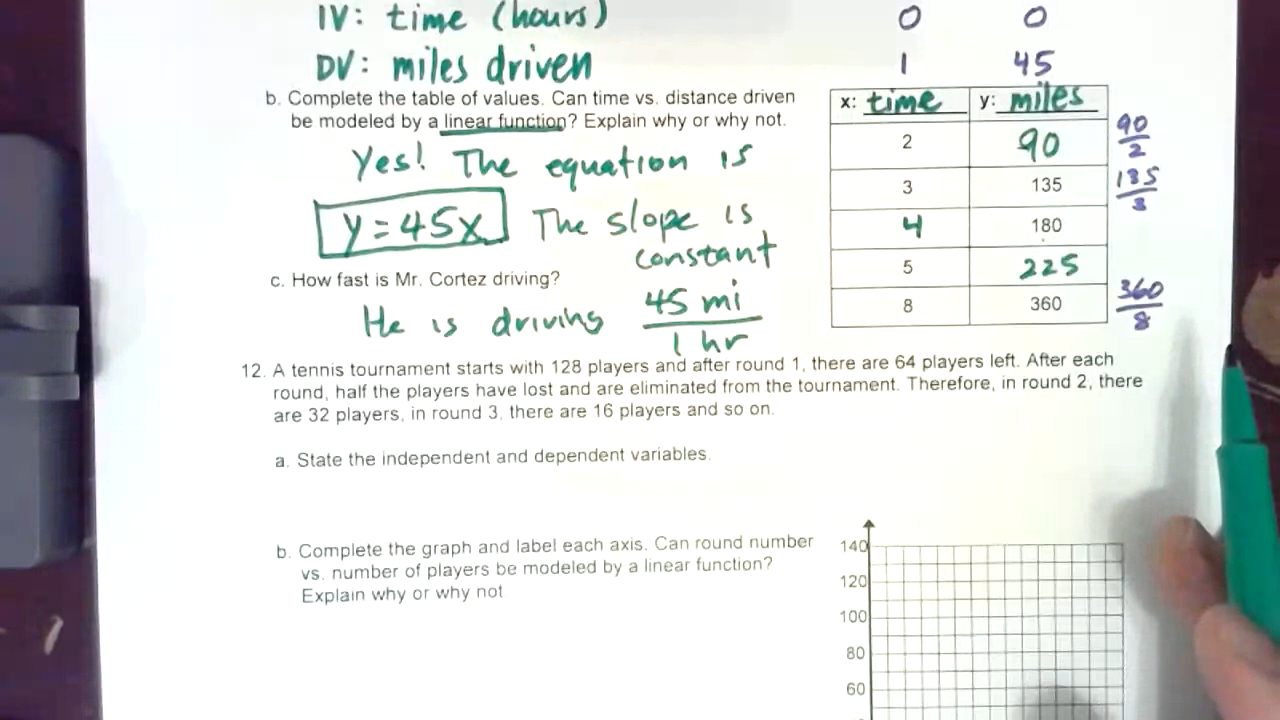 IV: time (hours)
DV: miles driven
0 0
1 45
b. Complete the table of values. Can time vs. distance driven
be modeled by a linear function? Explain why or why not.
Yes! The equation is
y=45x The slope is
constant
c. How fast is Mr. Cortez driving?
He is driving 45 mi
1 hr
x: time y: miles
2 90 90
2
3 135 135
3
4 180
5 225
8 360 360
8
12. A tennis tournament starts with 128 players and after round 1, there are 64 players left. After each
round, half the players have lost and are eliminated from the tournament. Therefore, in round 2, there
are 32 players, in round 3, there are 16 players and so on.
a. State the independent and dependent variables.
b. Complete the graph and label each axis. Can round number
vs. number of players be modeled by a linear function?
Explain why or why not
140
120
100
80
60